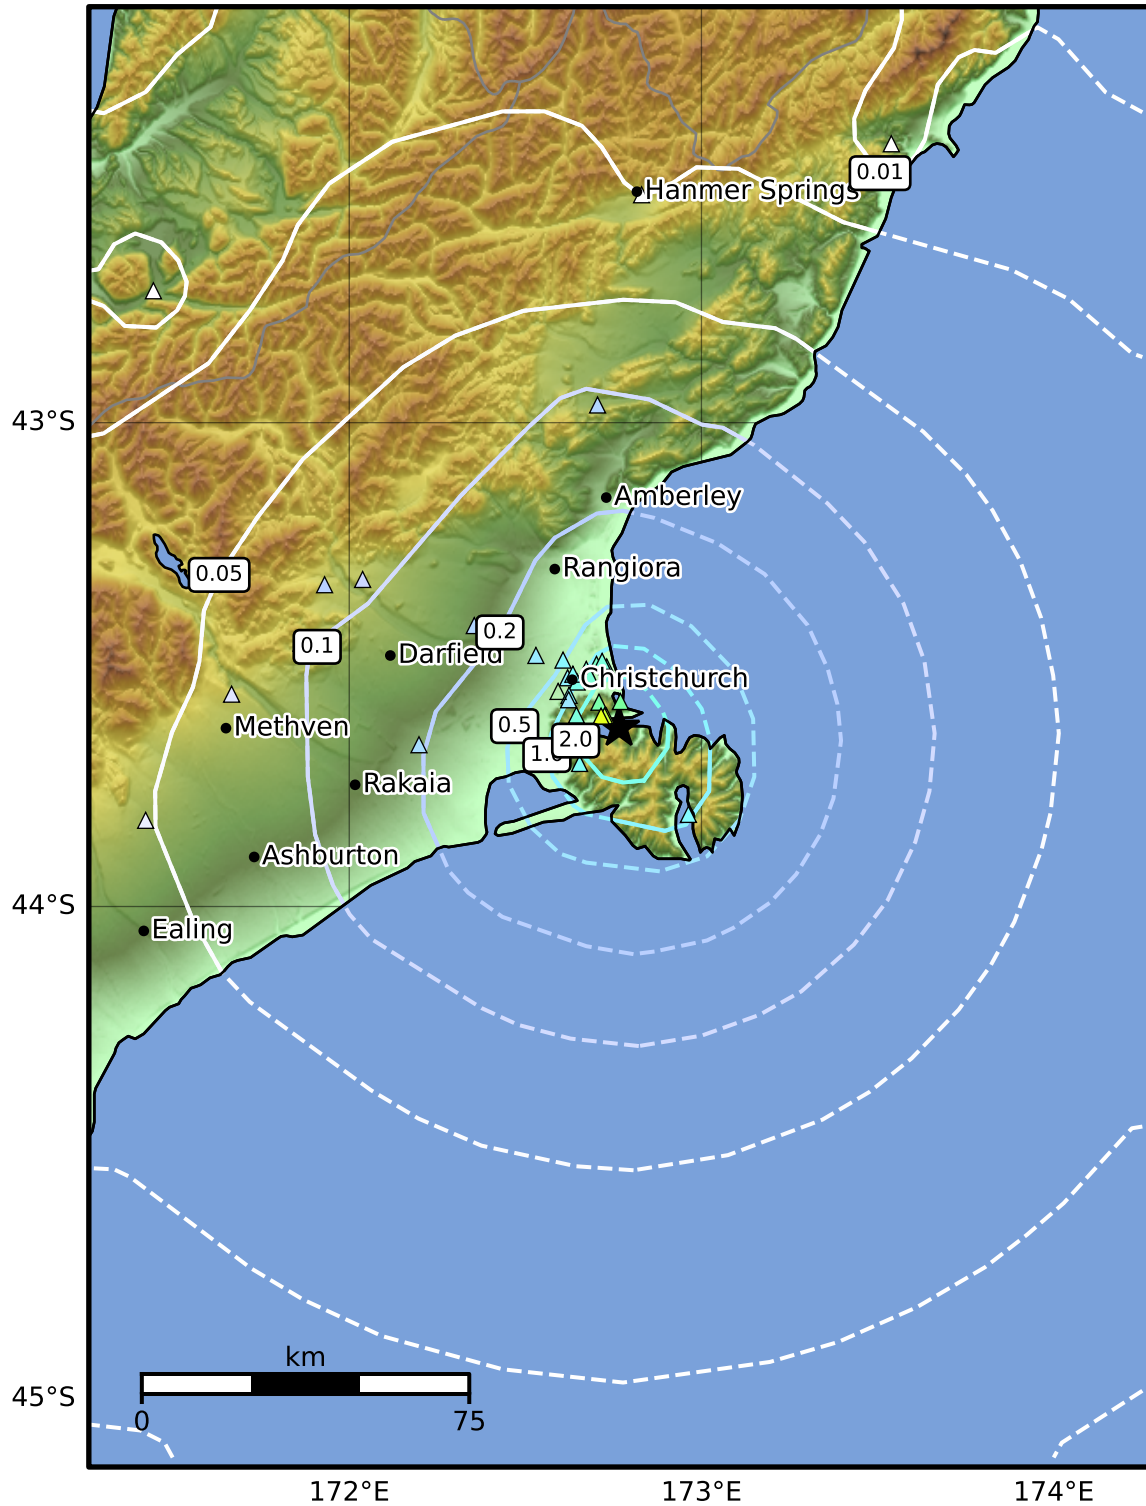 0.01
Hanmer Springs
43°S
Amberley
Rangiora
0.05
0.2
0.1
Darfield
Christchurch
Methven
0.5
2.0
Rakaia
Ashburton
44°S
Ealing
km
45°S
0
75
172°E
173°E
174°E